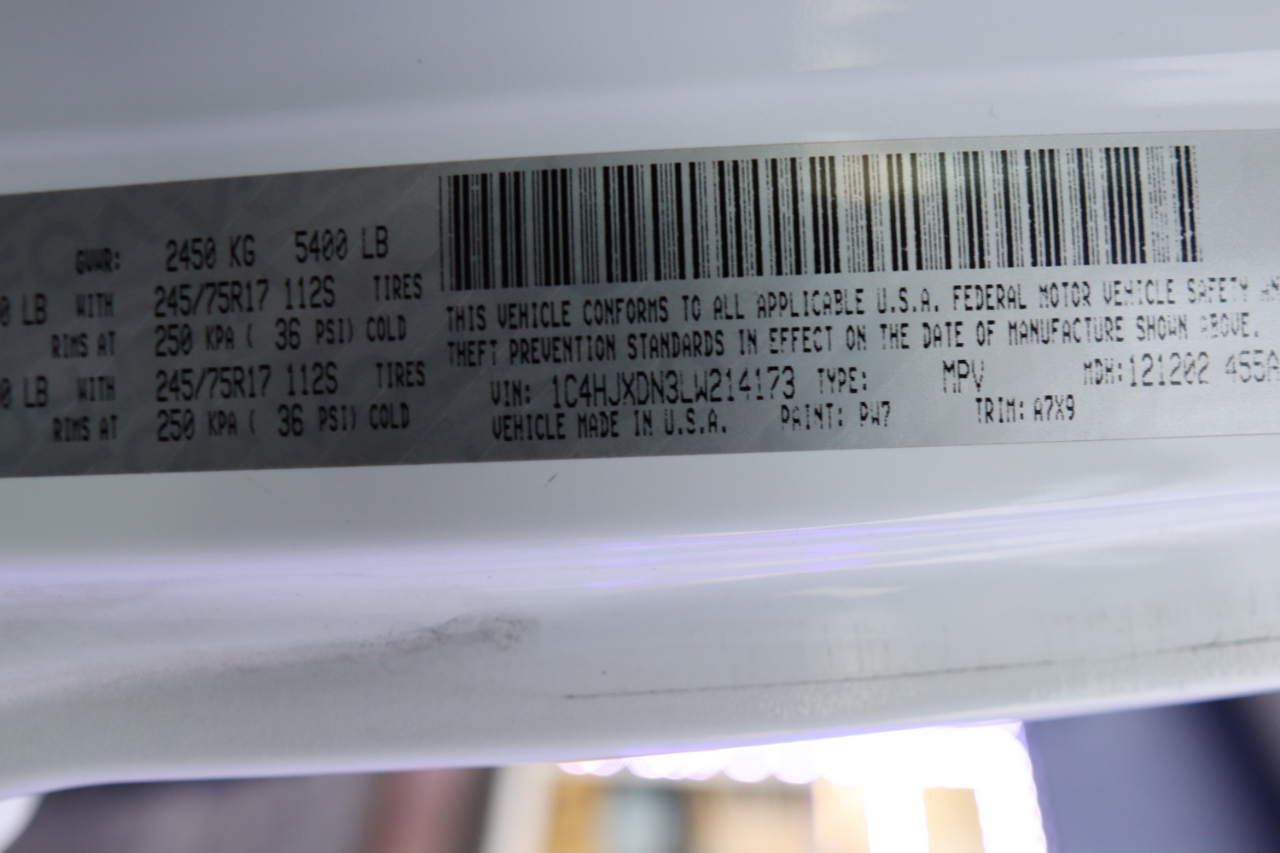 GVWR: 2450 KG 5400 LB
LB WITH 245/75R17 112S TIRES
RIMS AT 250 KPA ( 36 PSI) COLD
LB WITH 245/75R17 112S TIRES
RIMS AT 250 KPA ( 36 PSI) COLD
THIS VEHICLE CONFORMS TO ALL APPLICABLE U.S.A. FEDERAL MOTOR VEHICLE SAFETY
THEFT PREVENTION STANDARDS IN EFFECT ON THE DATE OF MANUFACTURE SHOWN ABOVE.
VIN: 1C4HJXDN3LW214173 TYPE: MPV MDH:121202 455A
VEHICLE MADE IN U.S.A. PAINT: PW7 TRIM: A7X9